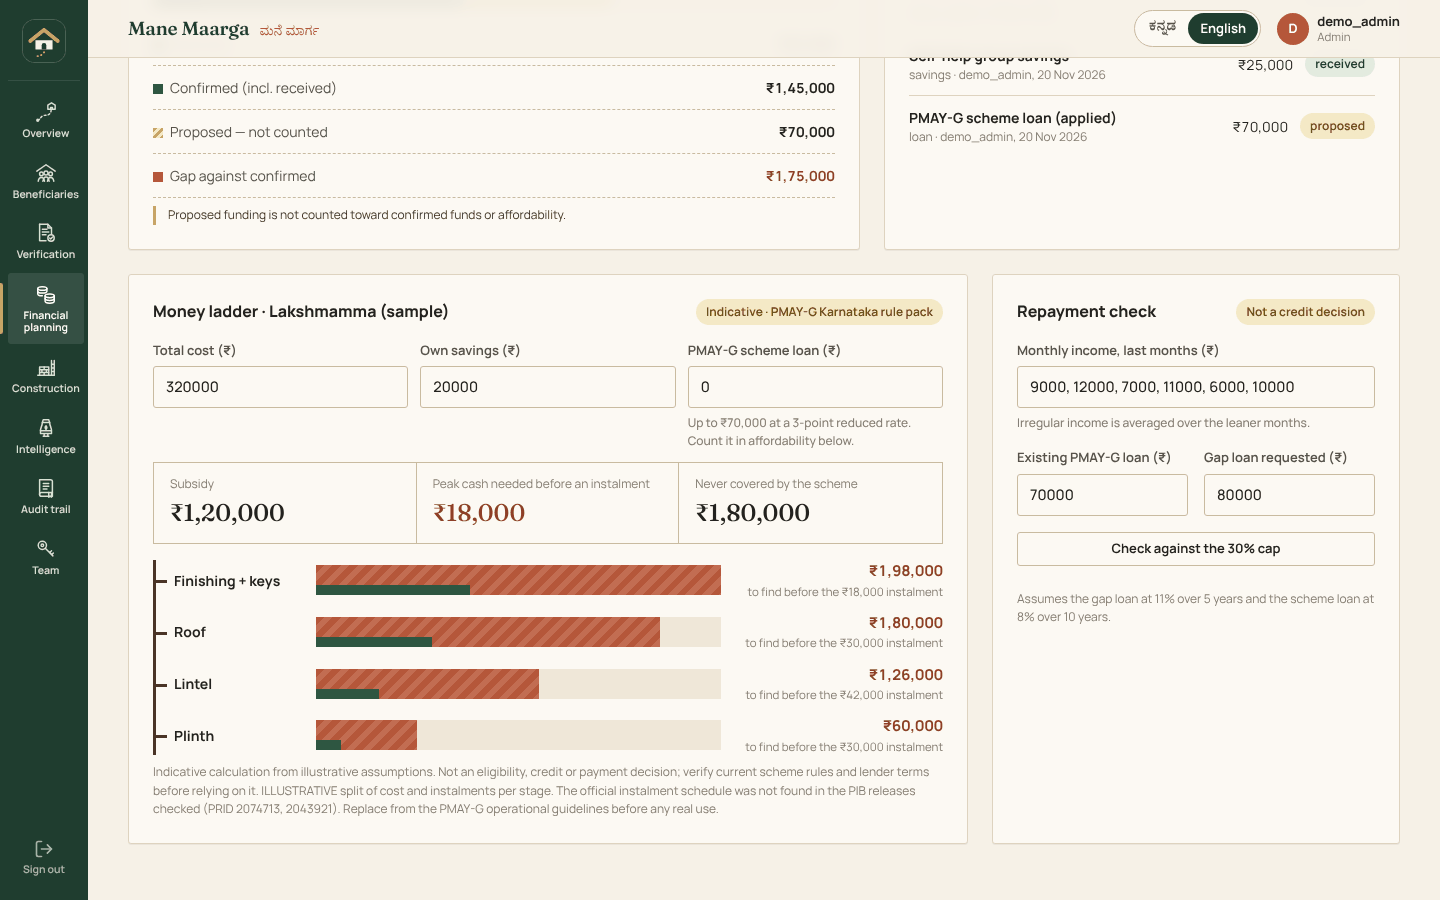 Mane Maarga ಮನೆ ಮಾರ್ಗ
ಕನ್ನಡ English
D
demo_admin
Admin
Overview
Beneficiaries
Verification
Financial planning
Construction
Intelligence
Audit trail
Team
Sign out
Confirmed (incl. received) ₹1,45,000
Proposed — not counted ₹70,000
Gap against confirmed ₹1,75,000
Proposed funding is not counted toward confirmed funds or affordability.
Self-help group savings
savings · demo_admin, 20 Nov 2026
₹25,000 received
PMAY-G scheme loan (applied)
loan · demo_admin, 20 Nov 2026
₹70,000 proposed
Money ladder · Lakshmamma (sample)
Indicative · PMAY-G Karnataka rule pack
Total cost (₹) Own savings (₹) PMAY-G scheme loan (₹)
320000 20000 0
Up to ₹70,000 at a 3-point reduced rate.
Count it in affordability below.
Subsidy Peak cash needed before an instalment Never covered by the scheme
₹1,20,000 ₹18,000 ₹1,80,000
Finishing + keys ₹1,98,000
to find before the ₹18,000 instalment
Roof ₹1,80,000
to find before the ₹30,000 instalment
Lintel ₹1,26,000
to find before the ₹42,000 instalment
Plinth ₹60,000
to find before the ₹30,000 instalment
Indicative calculation from illustrative assumptions. Not an eligibility, credit or payment decision; verify current scheme rules and lender terms
before relying on it. ILLUSTRATIVE split of cost and instalments per stage. The official instalment schedule was not found in the PIB releases
checked (PRID 2074713, 2043921). Replace from the PMAY-G operational guidelines before any real use.
Repayment check
Not a credit decision
Monthly income, last months (₹)
9000, 12000, 7000, 11000, 6000, 10000
Irregular income is averaged over the leaner months.
Existing PMAY-G loan (₹) Gap loan requested (₹)
70000 80000
Check against the 30% cap
Assumes the gap loan at 11% over 5 years and the scheme loan at
8% over 10 years.